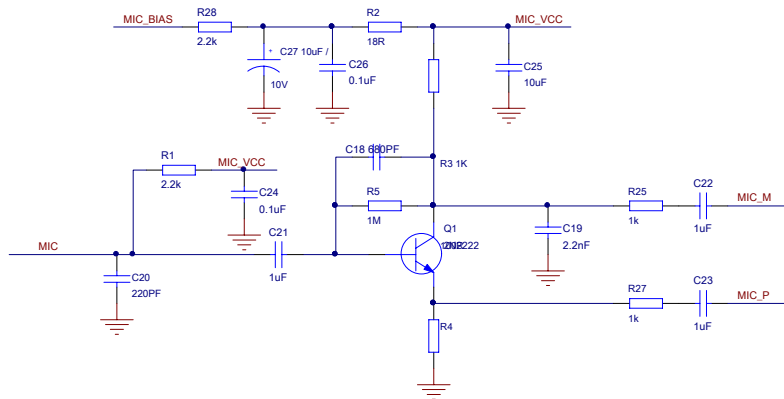 MIC_BIAS
R28
2.2k
R2
18R
MIC_VCC
+
C27 10uF /
10V
C26
0.1uF
C25
10uF
C18 680PF
R3 1K
R1
2.2k
MIC_VCC
C24
0.1uF
R5
1M
R25
1k
C22
1uF
MIC_M
MIC
C21
1uF
Q1
C19
2.2nF
C20
220PF
R27
1k
C23
1uF
MIC_P
R4